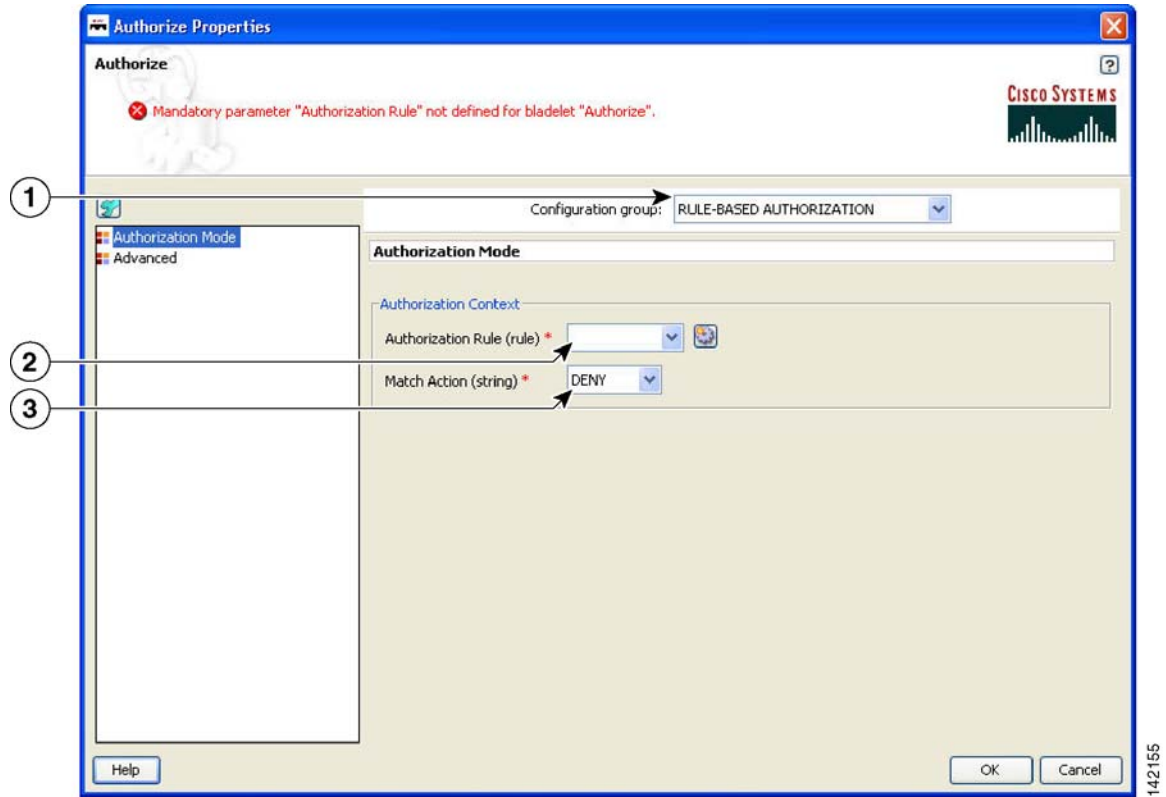 Authorize Properties
Authorize
?
Mandatory parameter "Authorization Rule" not defined for bladelet "Authorize".
CISCO SYSTEMS
1
Configuration group: RULE-BASED AUTHORIZATION
Authorization Mode
Advanced
Authorization Mode
Authorization Context
Authorization Rule (rule) *
2
Match Action (string) * DENY
3
Help
OK
Cancel
142155